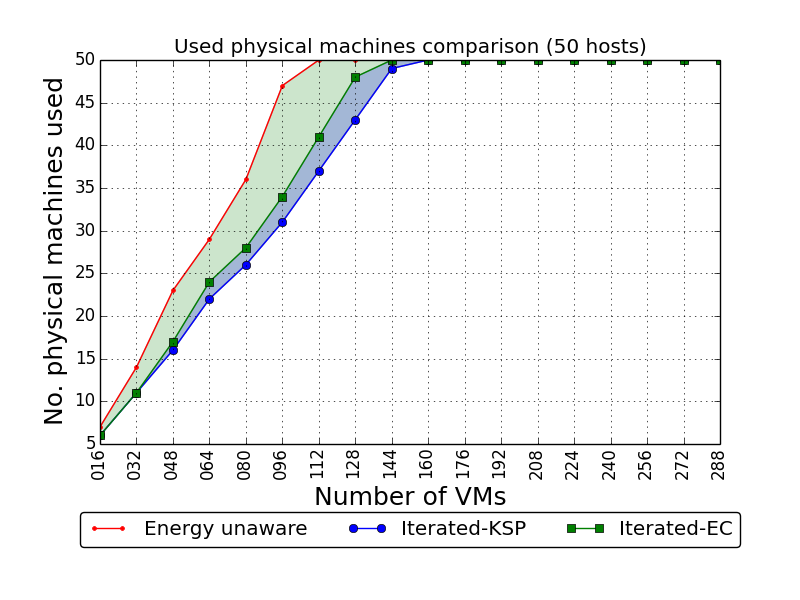 Used physical machines comparison (50 hosts)
No. physical machines used
50
45
40
35
30
25
20
15
10
5
016 032 048 064 080 096 112 128 144 160 176 192 208 224 240 256 272 288
Number of VMs
Energy unaware Iterated-KSP Iterated-EC